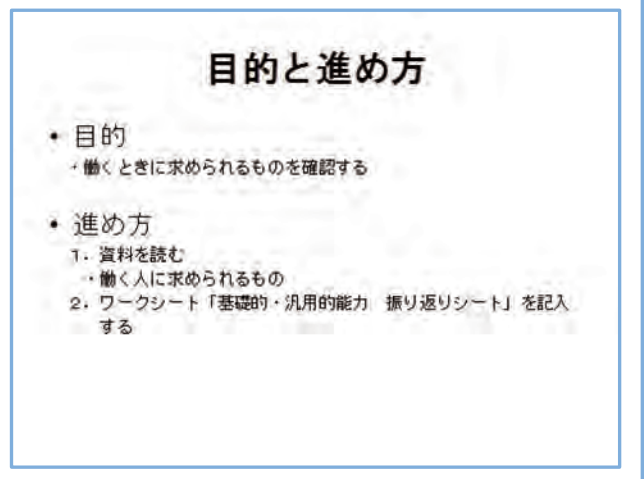 目的と進め方
• 目的
・働くときに求められるものを確認する
• 進め方
1. 資料を読む
・働く人に求められるもの
2. ワークシート「基礎的・汎用的能力　振り返りシート」を記入
する